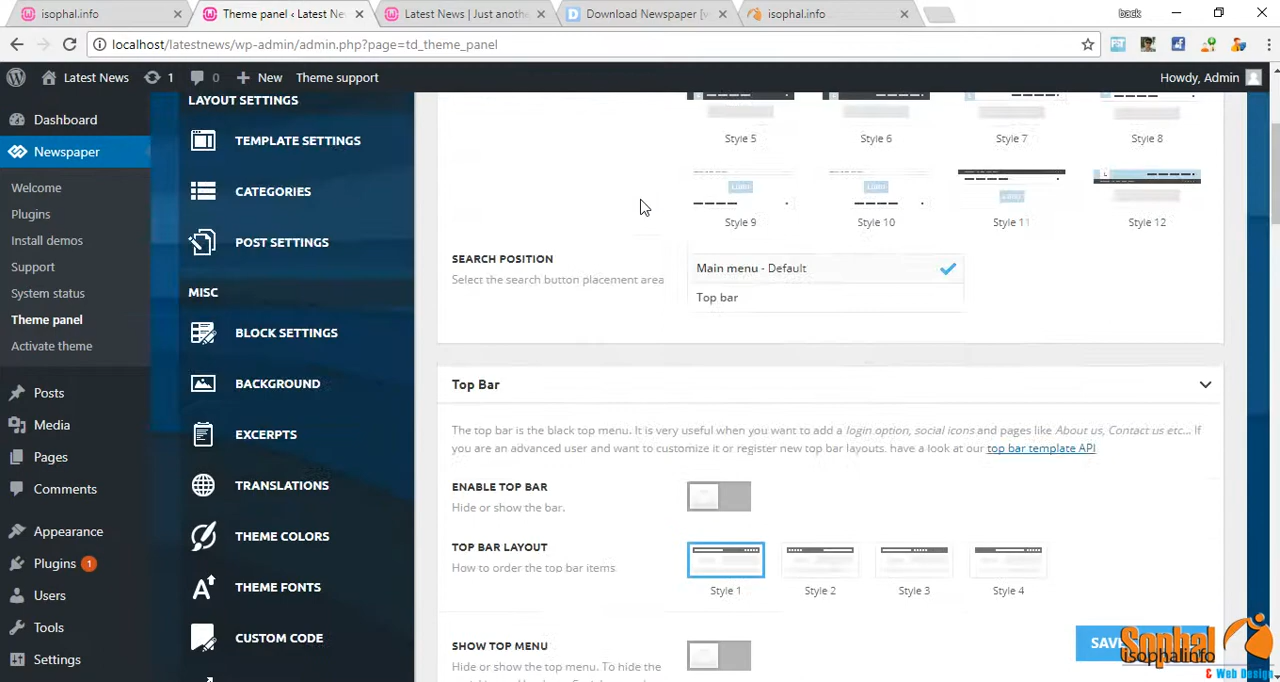 isophal.info
Theme panel ‹ Latest Ne
Latest News | Just anoth
Download Newspaper [v
isophal.info
back
localhost/latestnews/wp-admin/admin.php?page=td_theme_panel
Latest News
1
0
New
Theme support
Howdy, Admin
Dashboard
Newspaper
Welcome
Plugins
Install demos
Support
System status
Theme panel
Activate theme
Posts
Media
Pages
Comments
Appearance
Plugins 1
Users
Tools
Settings
LAYOUT SETTINGS
TEMPLATE SETTINGS
CATEGORIES
POST SETTINGS
MISC
BLOCK SETTINGS
BACKGROUND
EXCERPTS
TRANSLATIONS
THEME COLORS
THEME FONTS
CUSTOM CODE
Style 5
Style 6
Style 7
Style 8
Style 9
Style 10
Style 11
Style 12
SEARCH POSITION
Select the search button placement area
Main menu - Default
Top bar
Top Bar
The top bar is the black top menu. It is very useful when you want to add a login option, social icons and pages like About us, Contact us etc... If
you are an advanced user and want to customize it or register new top bar layouts. have a look at our top bar template API
ENABLE TOP BAR
Hide or show the bar.
TOP BAR LAYOUT
How to order the top bar items
Style 1
Style 2
Style 3
Style 4
SHOW TOP MENU
Hide or show the top menu. To hide the
SAVE
Sophal
isophalinfo
& Web Design